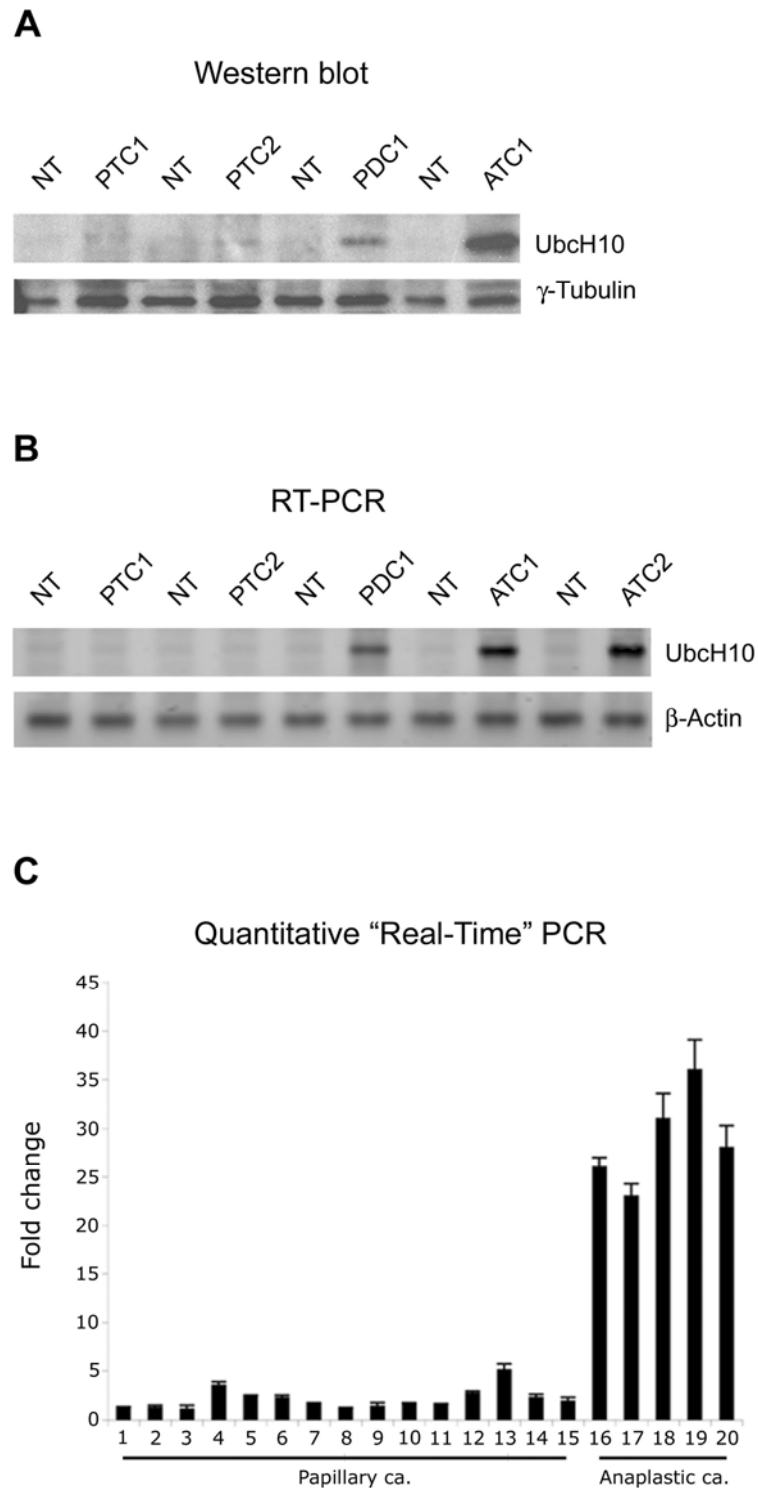 A
Western blot
NT PTC1 NT PTC2 NT PDC1 NT ATC1
UbcH10
γ-Tubulin
B
RT-PCR
NT PTC1 NT PTC2 NT PDC1 NT ATC1 NT ATC2
UbcH10
β-Actin
C
Quantitative “Real-Time” PCR
Fold change
45
40
35
30
25
20
15
10
5
0
1 2 3 4 5 6 7 8 9 10 11 12 13 14 15 16 17 18 19 20
Papillary ca. Anaplastic ca.